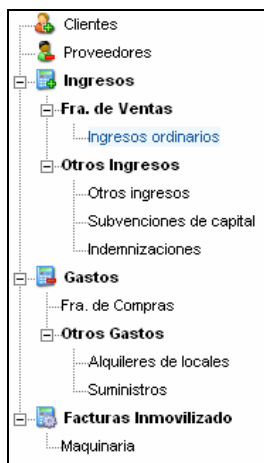 Clientes
Proveedores
Ingresos
Fra. de Ventas
Ingresos ordinarios
Otros Ingresos
Otros ingresos
Subvenciones de capital
Indemnizaciones
Gastos
Fra. de Compras
Otros Gastos
Alquileres de locales
Suministros
Facturas Inmovilizado
Maquinaria